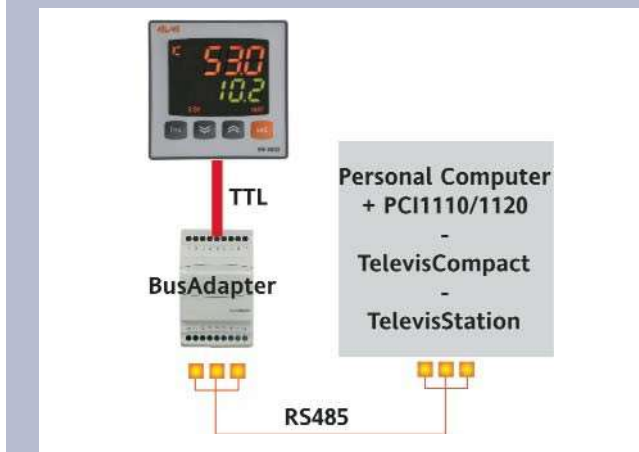 53.0
10.2
TTL
BusAdapter
Personal Computer
+ PCI1110/1120
-
TelevisCompact
-
TelevisStation
RS485